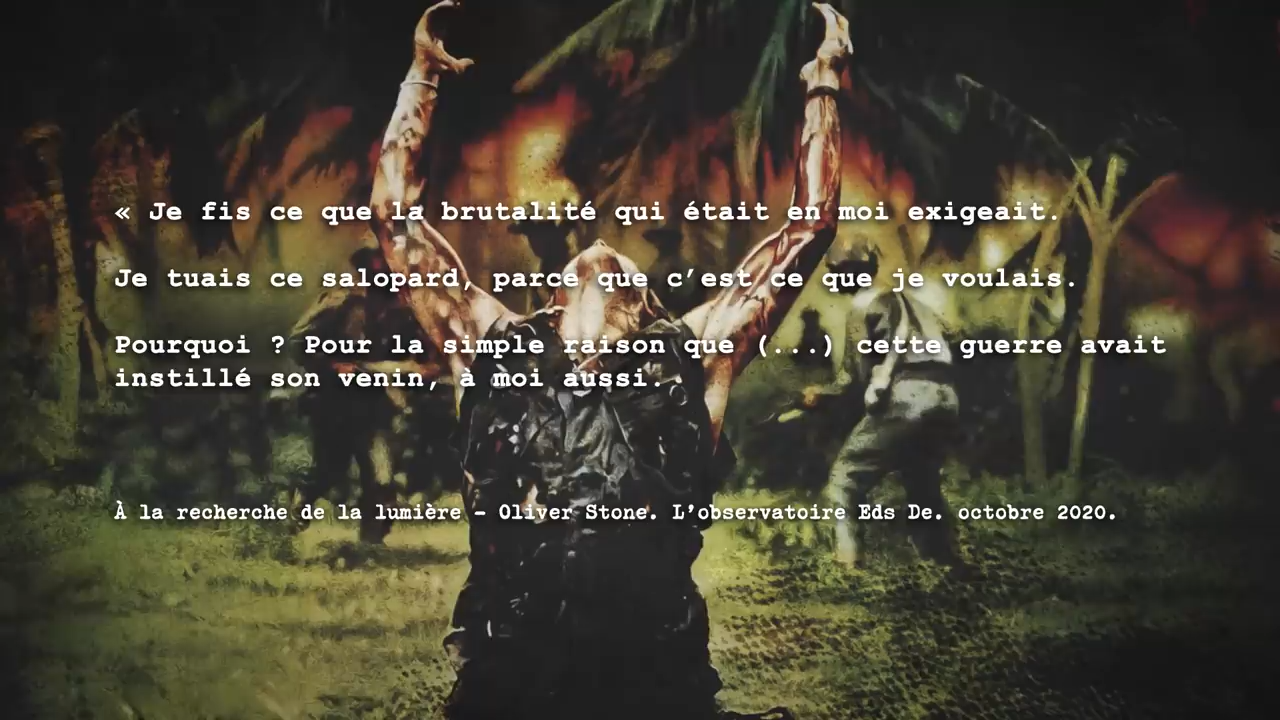 « Je fis ce que la brutalité qui était en moi exigeait.
Je tuais ce salopard, parce que c’est ce que je voulais.
Pourquoi ? Pour la simple raison que (...) cette guerre avait
instillé son venin, à moi aussi.
À la recherche de la lumière – Oliver Stone. L’observatoire Eds De. octobre 2020.